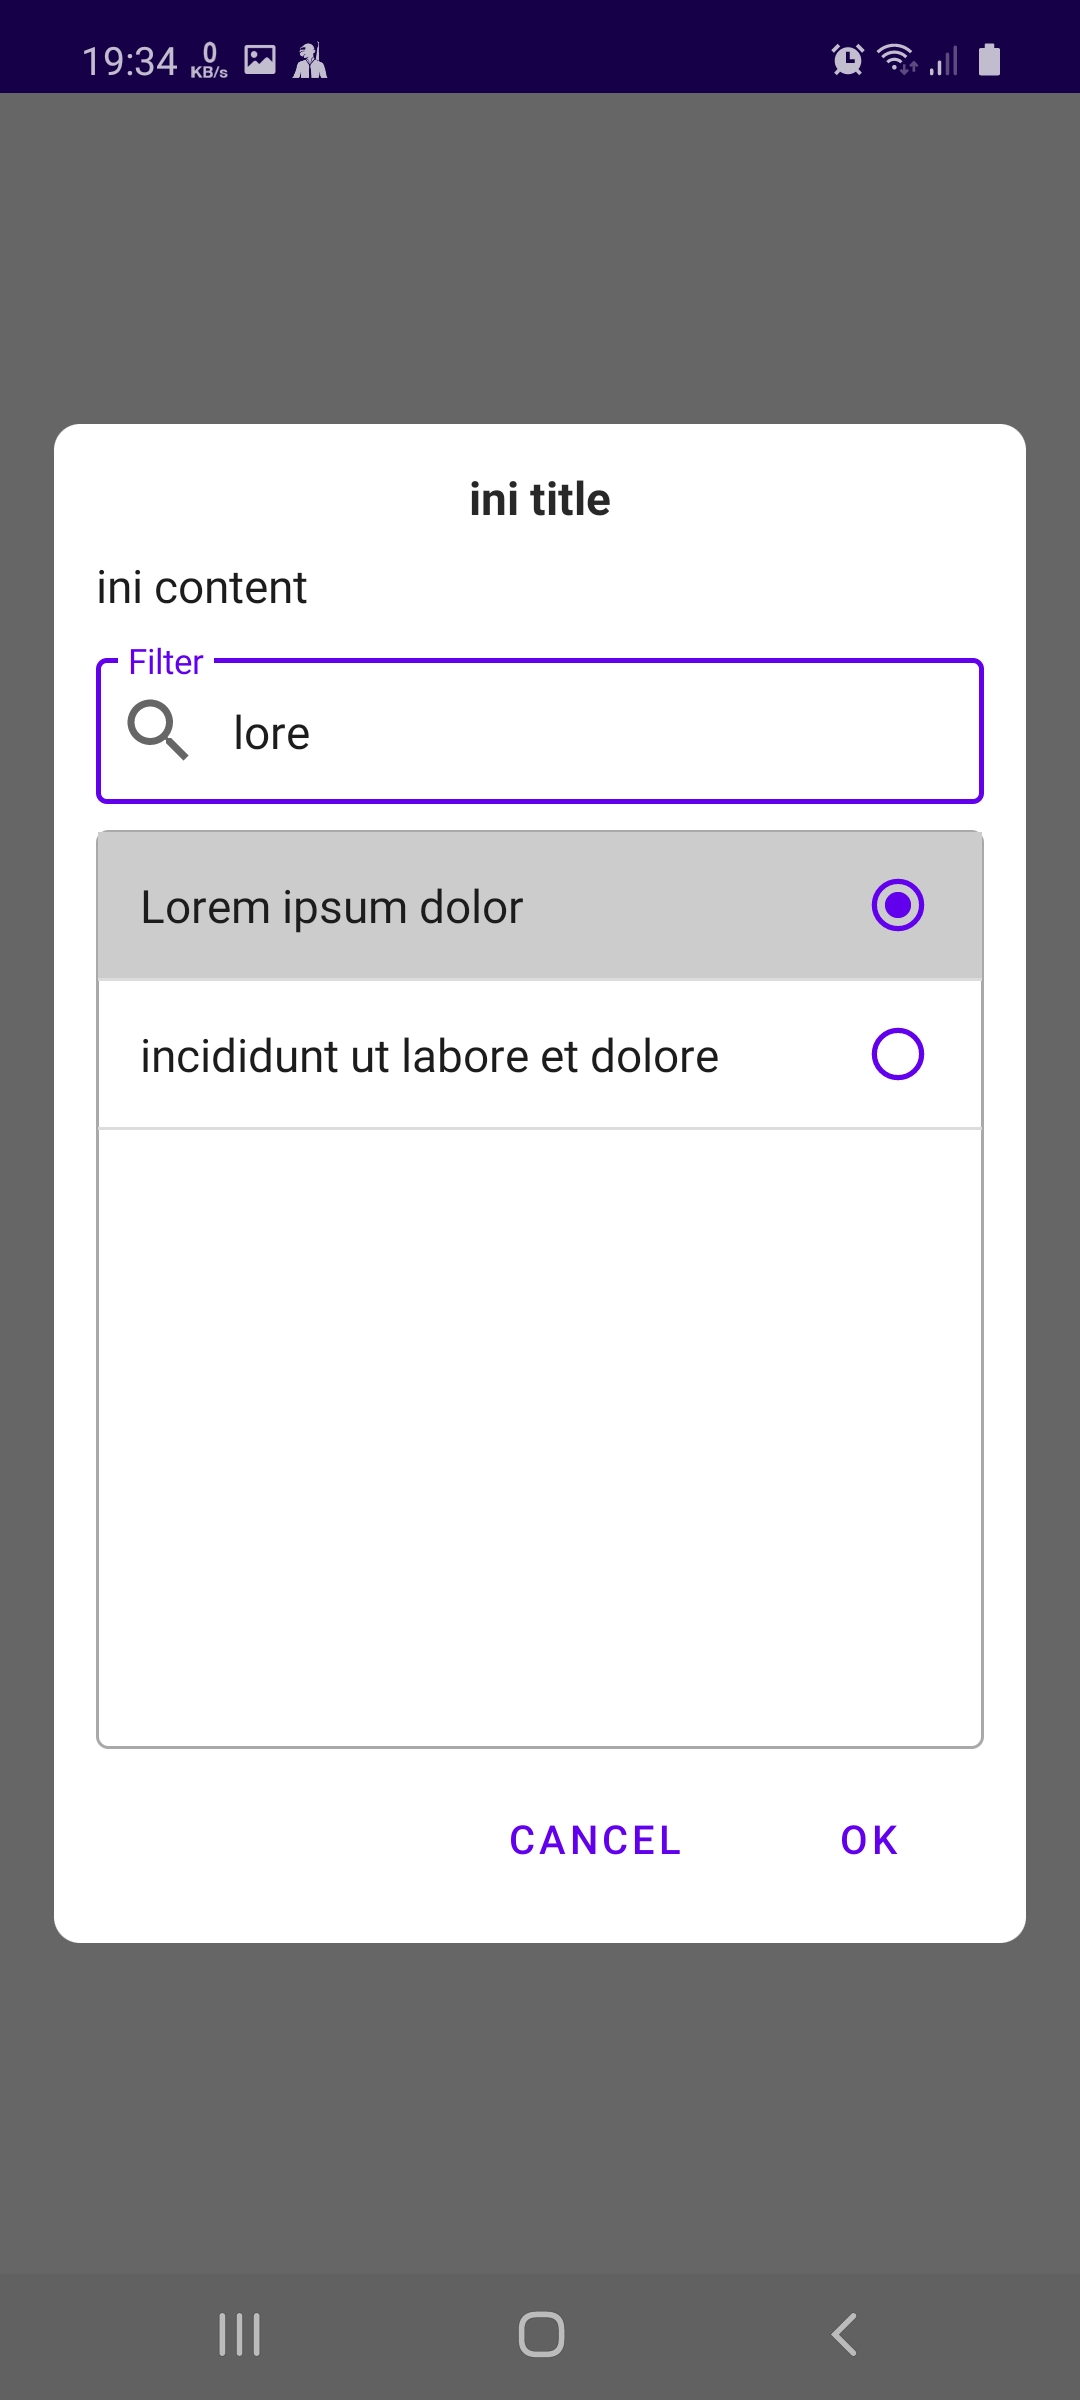 19:34 0 KB/s
ini title
ini content
Filter
lore
Lorem ipsum dolor
incididunt ut labore et dolore
CANCEL OK